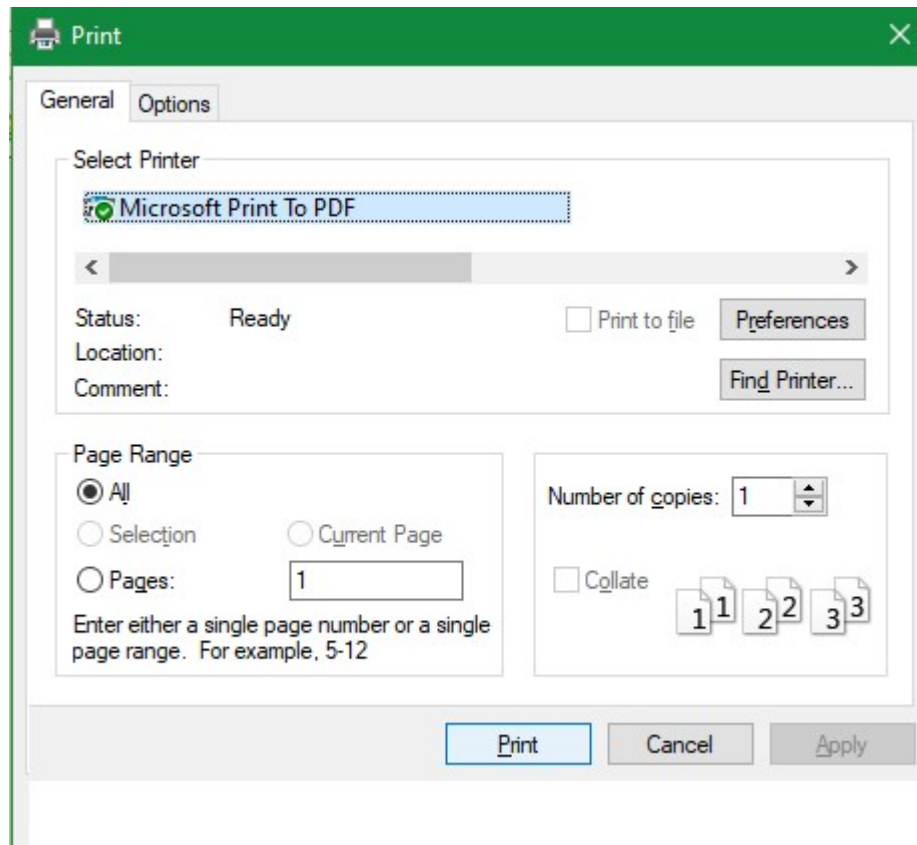 Print
General Options
Select Printer
Microsoft Print To PDF
Status: Ready
Print to file
Preferences
Location:
Comment:
Find Printer...
Page Range
All
Selection Current Page
Pages: 1
Enter either a single page number or a single
page range. For example, 5-12
Number of copies: 1
Collate
1 1 2 2 3 3
Print Cancel Apply